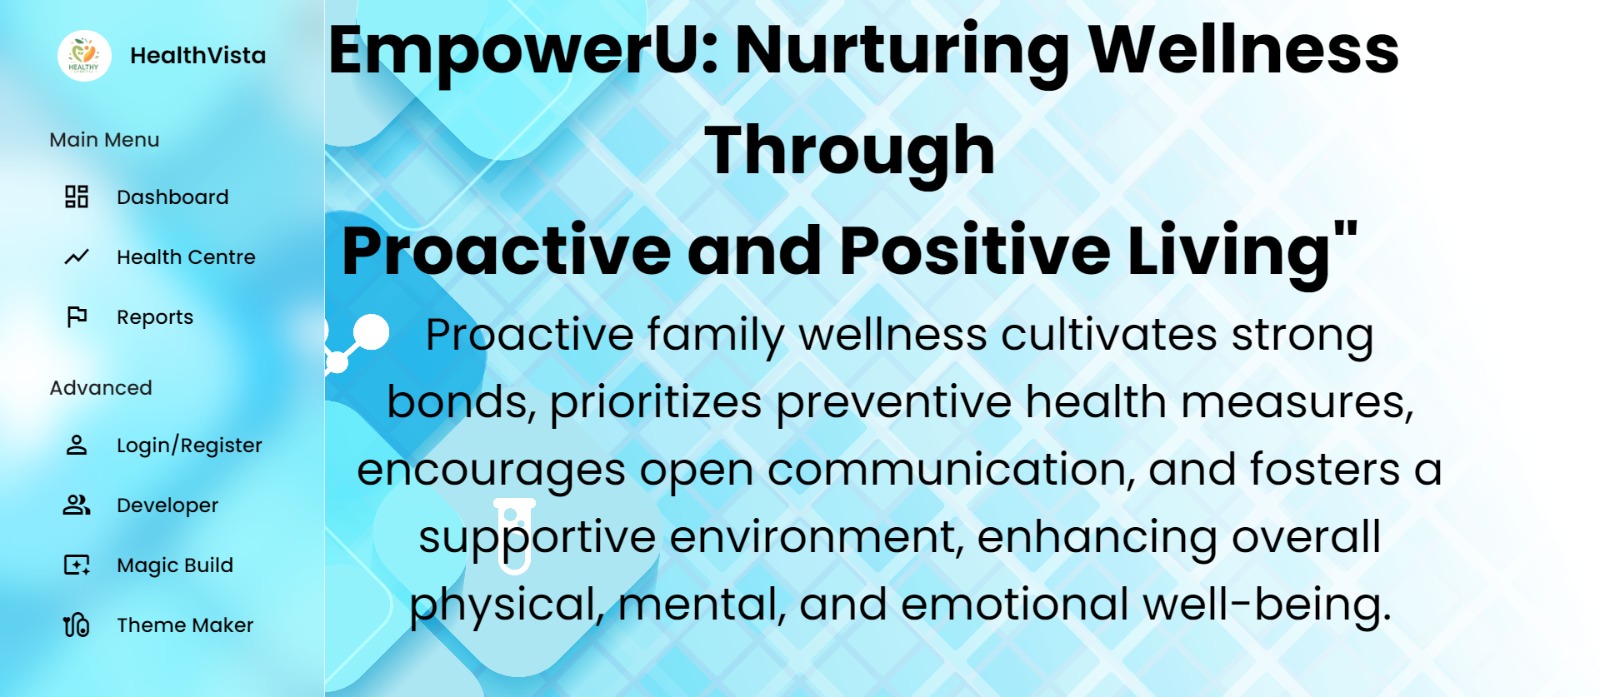 HEALTHY
HealthVista
Main Menu
Dashboard
Health Centre
Reports
Advanced
Login/Register
Developer
Magic Build
Theme Maker
EmpowerU: Nurturing Wellness
Through
Proactive and Positive Living"
Proactive family wellness cultivates strong
bonds, prioritizes preventive health measures,
encourages open communication, and fosters a
supportive environment, enhancing overall
physical, mental, and emotional well-being.